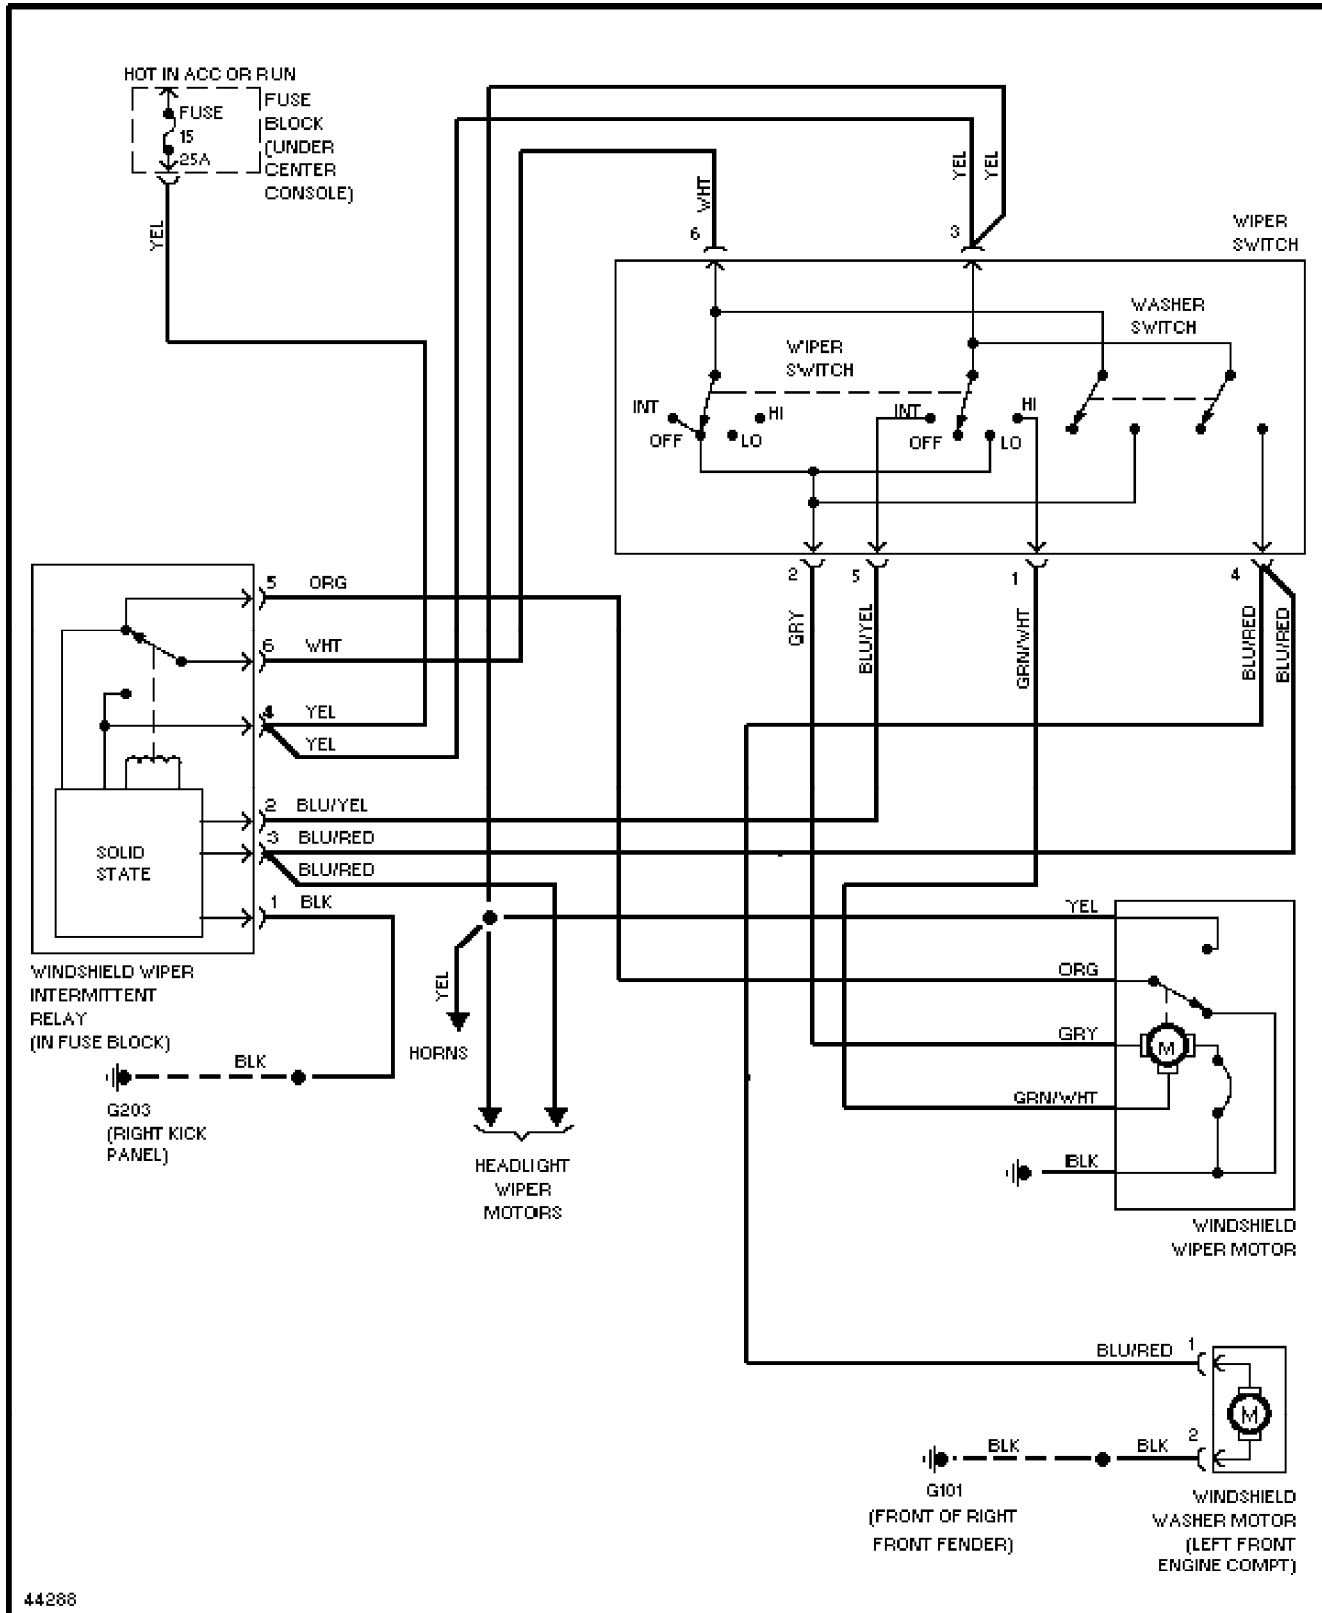 HOT IN ACC OR RUN
FUSE
15
25A
FUSE
BLOCK
(UNDER
CENTER
CONSOLE)
YEL
WHT
6
YEL
YEL
3
WIPER
SWITCH
WASHER
SWITCH
WIPER
SWITCH
INT
OFF
LO
HI
INT
OFF
LO
HI
2
5
1
4
GRY
BLU/YEL
GRN/WHT
BLU/RED
BLU/RED
5 ORG
6 WHT
4 YEL
YEL
2 BLU/YEL
3 BLU/RED
BLU/RED
1 BLK
SOLID
STATE
WINDSHIELD WIPER
INTERMITTENT
RELAY
(IN FUSE BLOCK)
BLK
G203
(RIGHT KICK
PANEL)
YEL
HORNS
HEADLIGHT
WIPER
MOTORS
YEL
ORG
GRY
GRN/WHT
BLK
M
WINDSHIELD
WIPER MOTOR
BLU/RED 1
M
BLK
BLK 2
G101
(FRONT OF RIGHT
FRONT FENDER)
WINDSHIELD
WASHER MOTOR
(LEFT FRONT
ENGINE COMPT)
44288